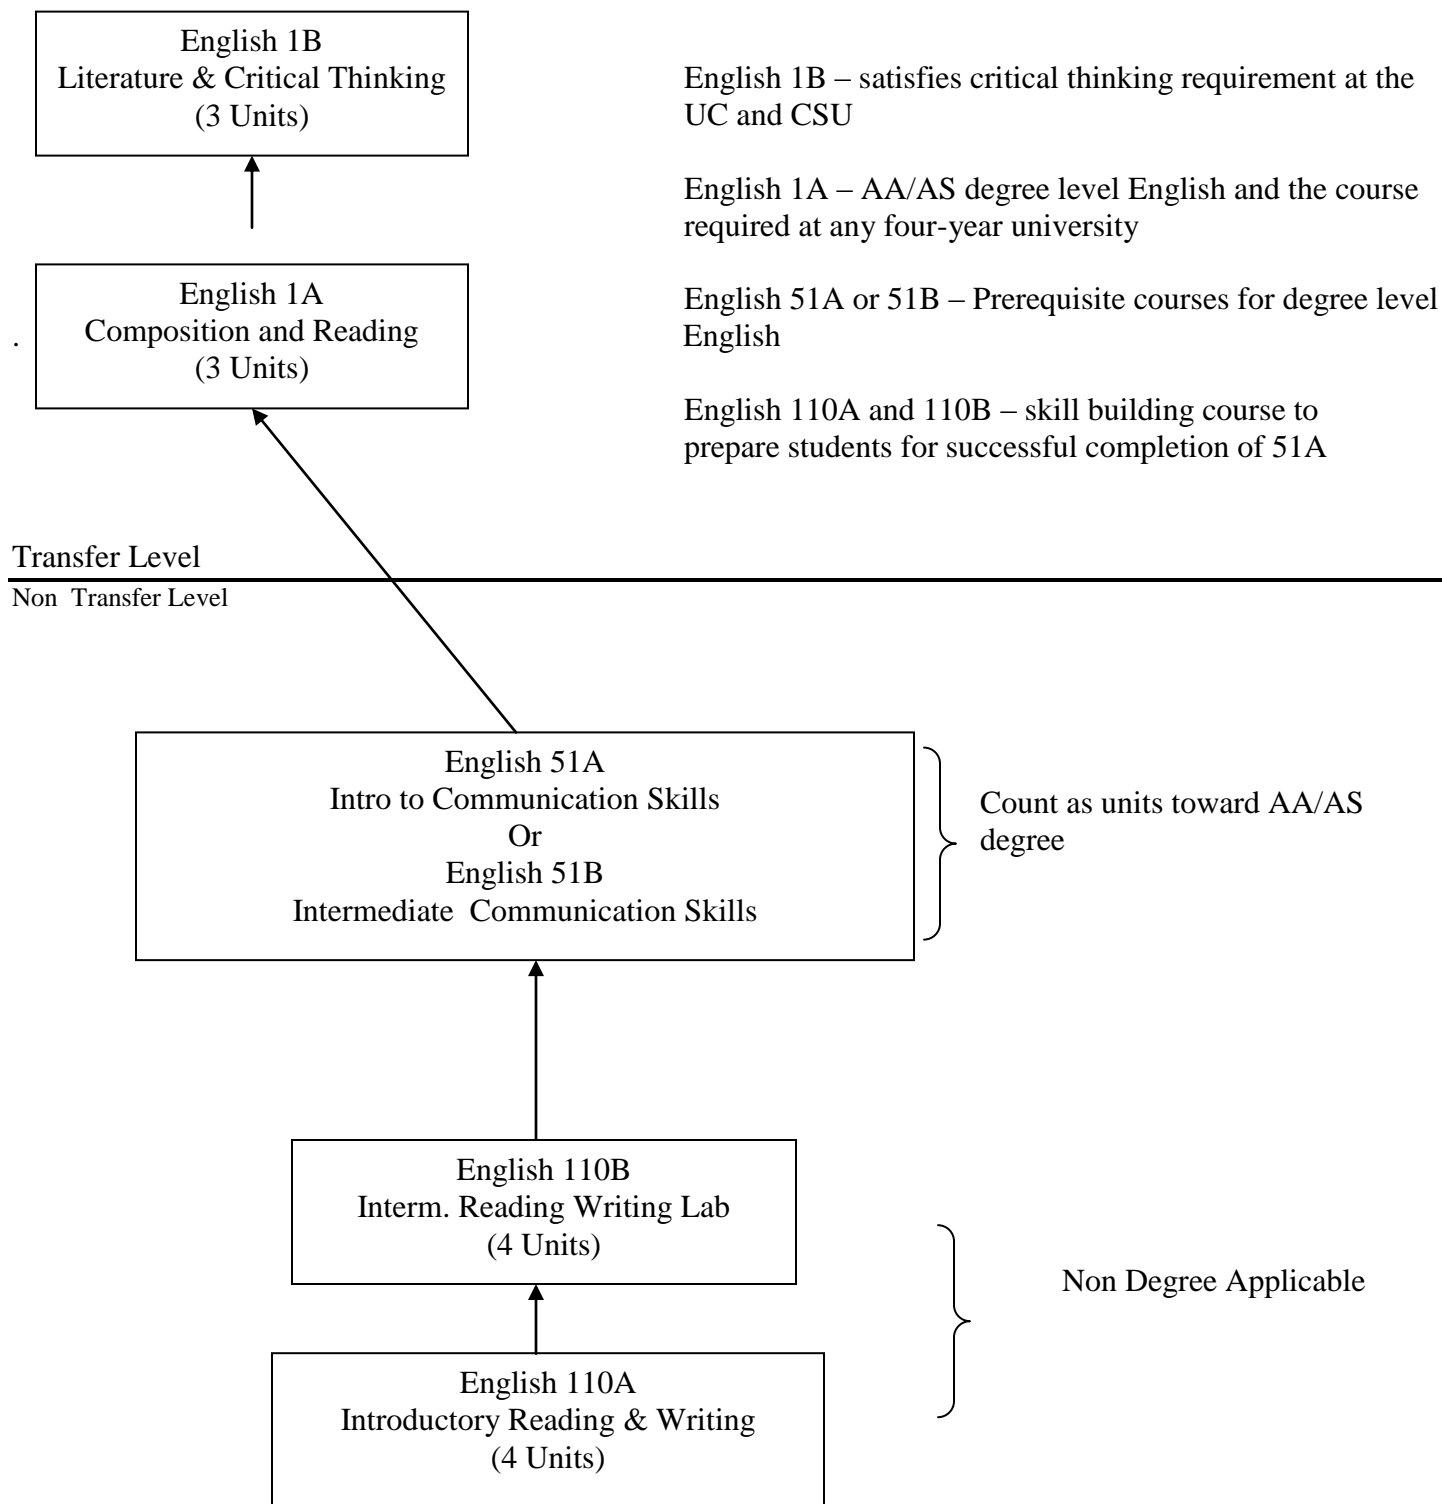 English 1B
Literature & Critical Thinking
(3 Units)
English 1B – satisfies critical thinking requirement at the
UC and CSU
English 1A – AA/AS degree level English and the course
required at any four-year university
English 1A
Composition and Reading
(3 Units)
.
English 51A or 51B – Prerequisite courses for degree level
English
English 110A and 110B – skill building course to
prepare students for successful completion of 51A
Transfer Level
Non  Transfer Level
English 51A
Intro to Communication Skills
Or
English 51B
Intermediate  Communication Skills
Count as units toward AA/AS
degree
English 110B
Interm. Reading Writing Lab
(4 Units)
Non Degree Applicable
English 110A
Introductory Reading & Writing
(4 Units)